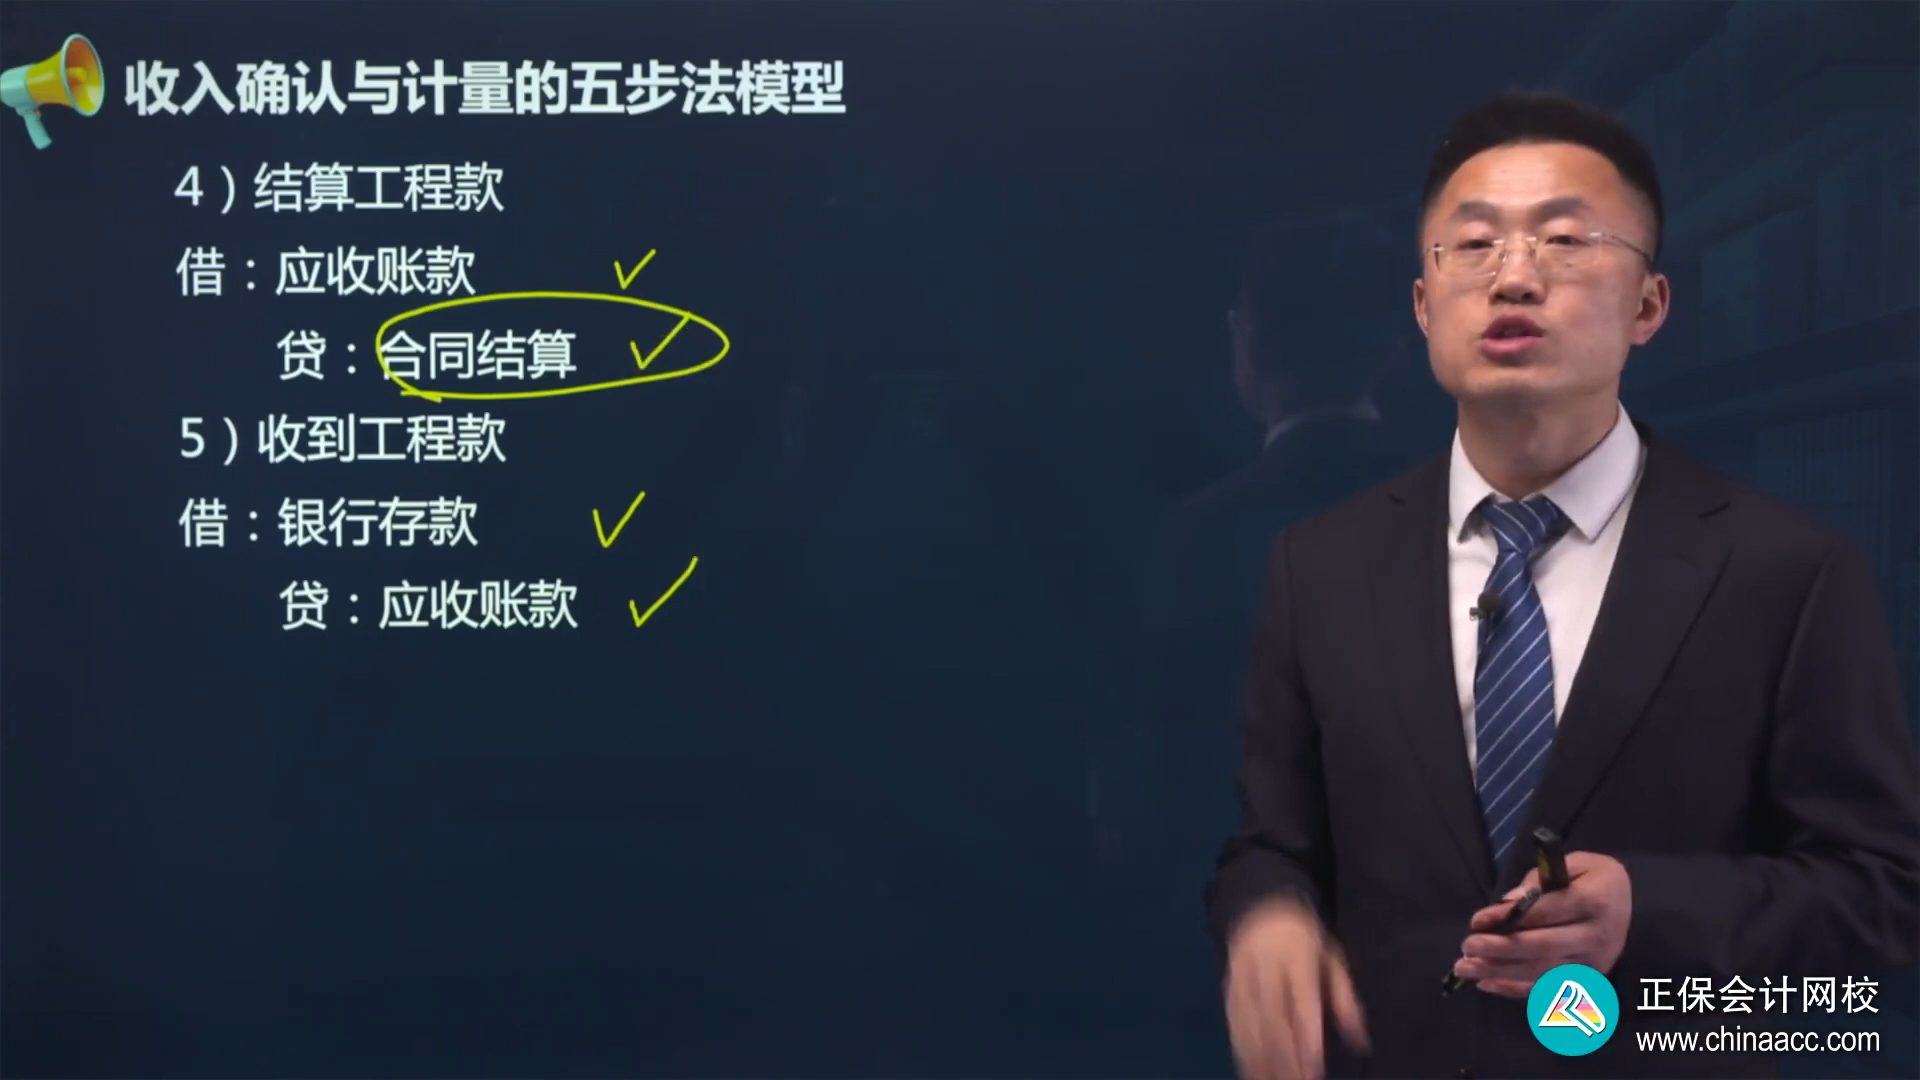 收入确认与计量的五步法模型
4）结算工程款
借：应收账款
贷：合同结算
5）收到工程款
借：银行存款
贷：应收账款
正保会计网校
www.chinaacc.com